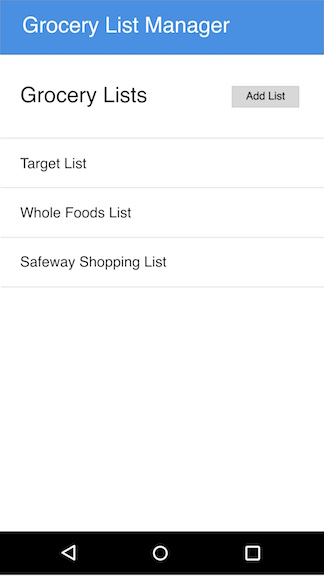 Grocery List Manager
Grocery Lists
Add List
Target List
Whole Foods List
Safeway Shopping List